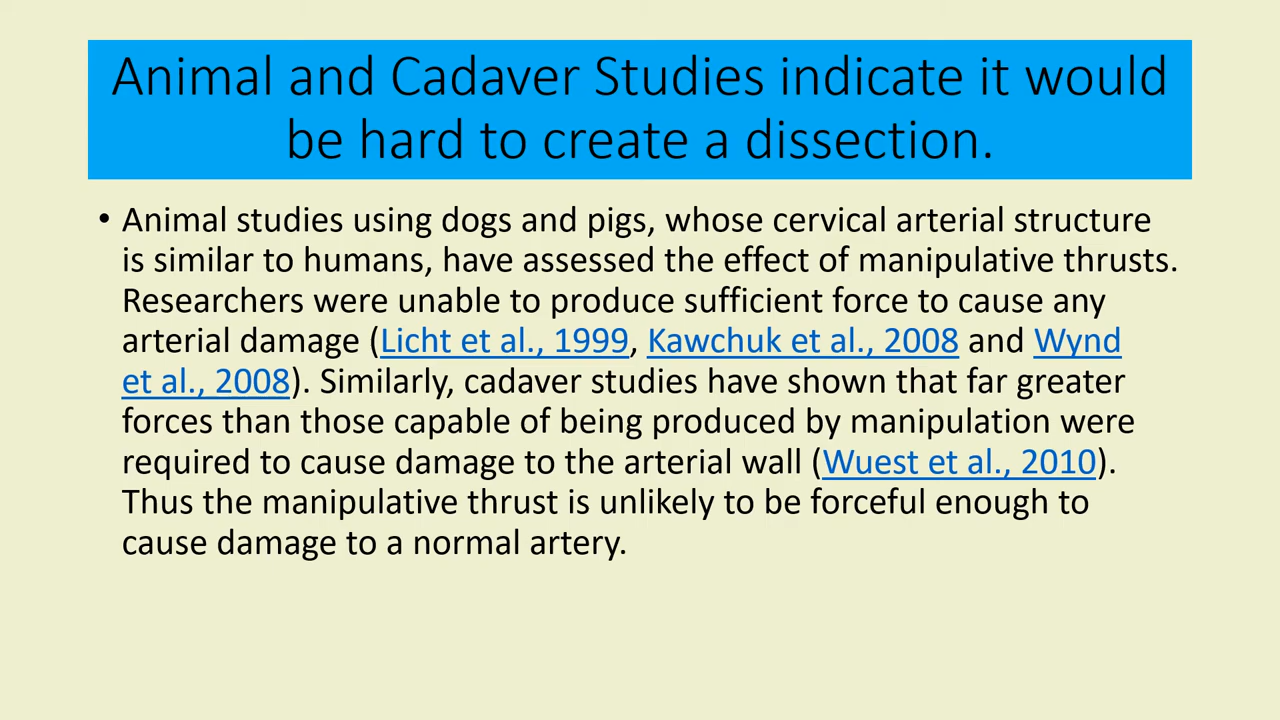 Animal and Cadaver Studies indicate it would
be hard to create a dissection.
• Animal studies using dogs and pigs, whose cervical arterial structure
is similar to humans, have assessed the effect of manipulative thrusts.
Researchers were unable to produce sufficient force to cause any
arterial damage (Licht et al., 1999, Kawchuk et al., 2008 and Wynd
et al., 2008). Similarly, cadaver studies have shown that far greater
forces than those capable of being produced by manipulation were
required to cause damage to the arterial wall (Wuest et al., 2010).
Thus the manipulative thrust is unlikely to be forceful enough to
cause damage to a normal artery.